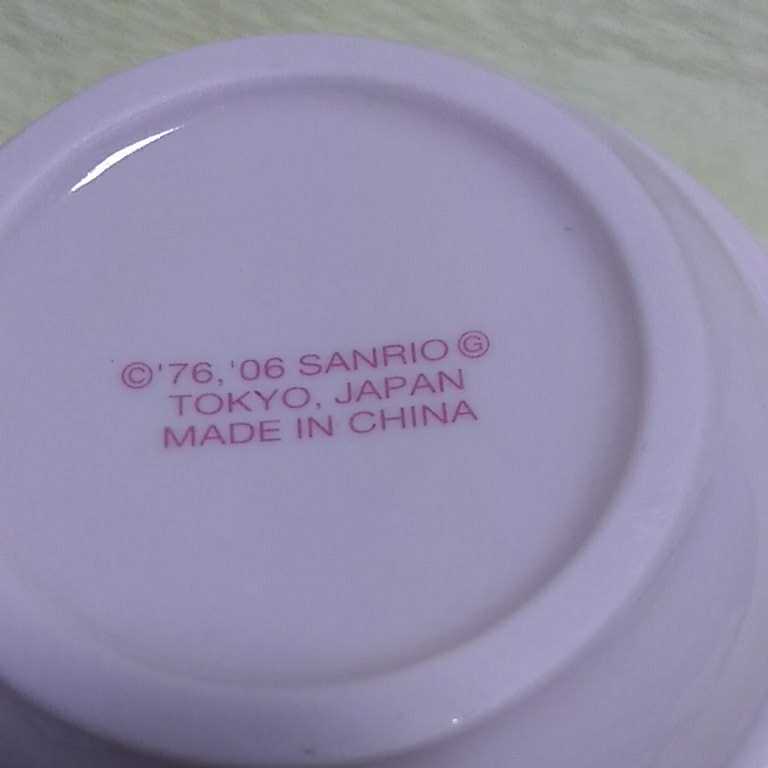 ©'76,'06 SANRIO Ⓖ
TOKYO, JAPAN
MADE IN CHINA